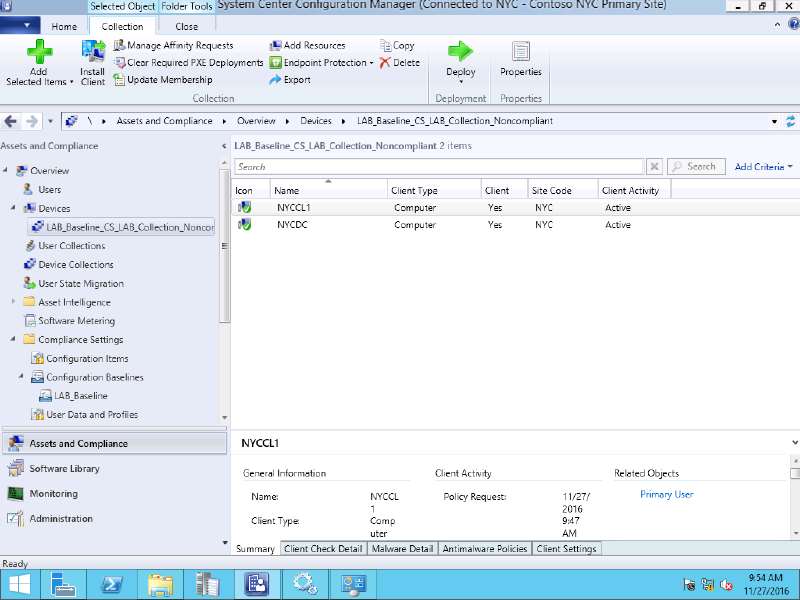 Selected Object Folder Tools System Center Configuration Manager (Connected to NYC - Contoso NYC Primary Site)
Home Collection Close
Add Selected Items
Install Client
Manage Affinity Requests
Clear Required PXE Deployments
Update Membership
Add Resources
Endpoint Protection
Export
Copy
Delete
Deploy
Properties
Collection Deployment Properties
\ Assets and Compliance Overview Devices LAB_Baseline_CS_LAB_Collection_Noncompliant
Assets and Compliance
Overview
Users
Devices
LAB_Baseline_CS_LAB_Collection_Noncor
User Collections
Device Collections
User State Migration
Asset Intelligence
Software Metering
Compliance Settings
Configuration Items
Configuration Baselines
LAB_Baseline
User Data and Profiles
Assets and Compliance
Software Library
Monitoring
Administration
LAB_Baseline_CS_LAB_Collection_Noncompliant 2 items
Search Search Add Criteria
Icon Name Client Type Client Site Code Client Activity
NYCCL1 Computer Yes NYC Active
NYCDC Computer Yes NYC Active
NYCCL1
General Information
Name: NYCCL
1
Client Type: Comp
uter
Client Activity
Policy Request: 11/27/
2016
9:47
AM
Related Objects
Primary User
Summary Client Check Detail Malware Detail Antimalware Policies Client Settings
Ready
9:54 AM
11/27/2016